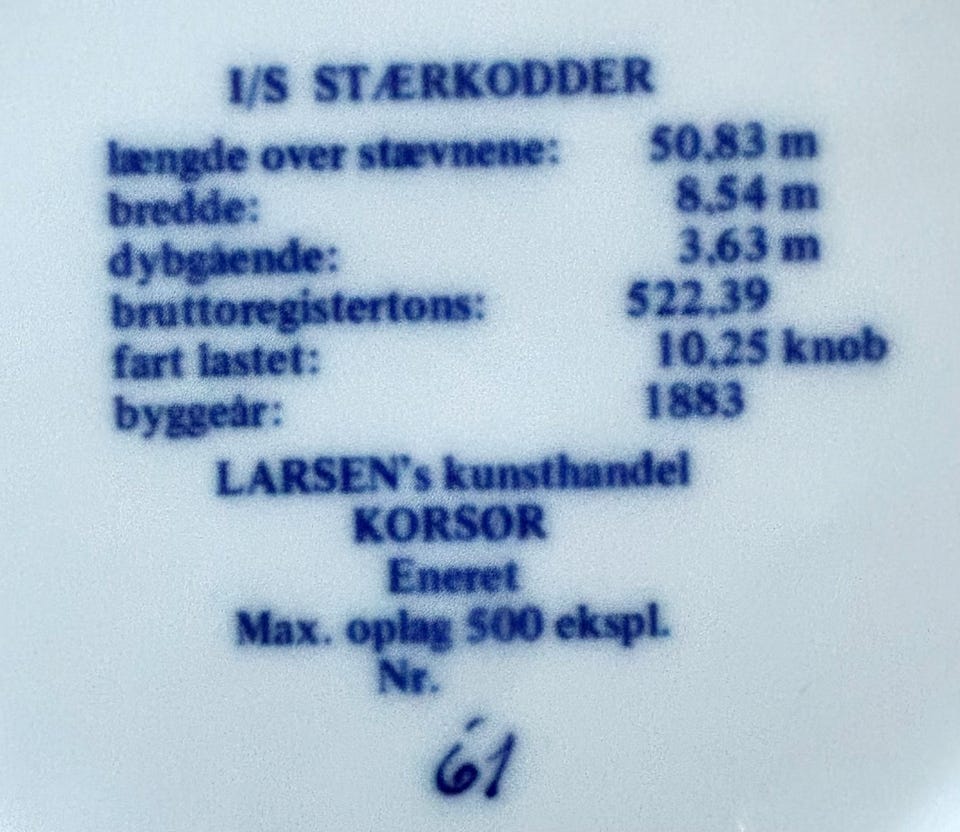 I/S STÆRKODDER
længde over stævnene: 50,83 m
bredde: 8,54 m
dybgående: 3,63 m
bruttoregistertons: 522,39
fart lastet: 10,25 knob
byggeår: 1883
LARSEN's kunsthandel
KORSØR
Eneret
Max. oplag 500 ekspl.
Nr.
61